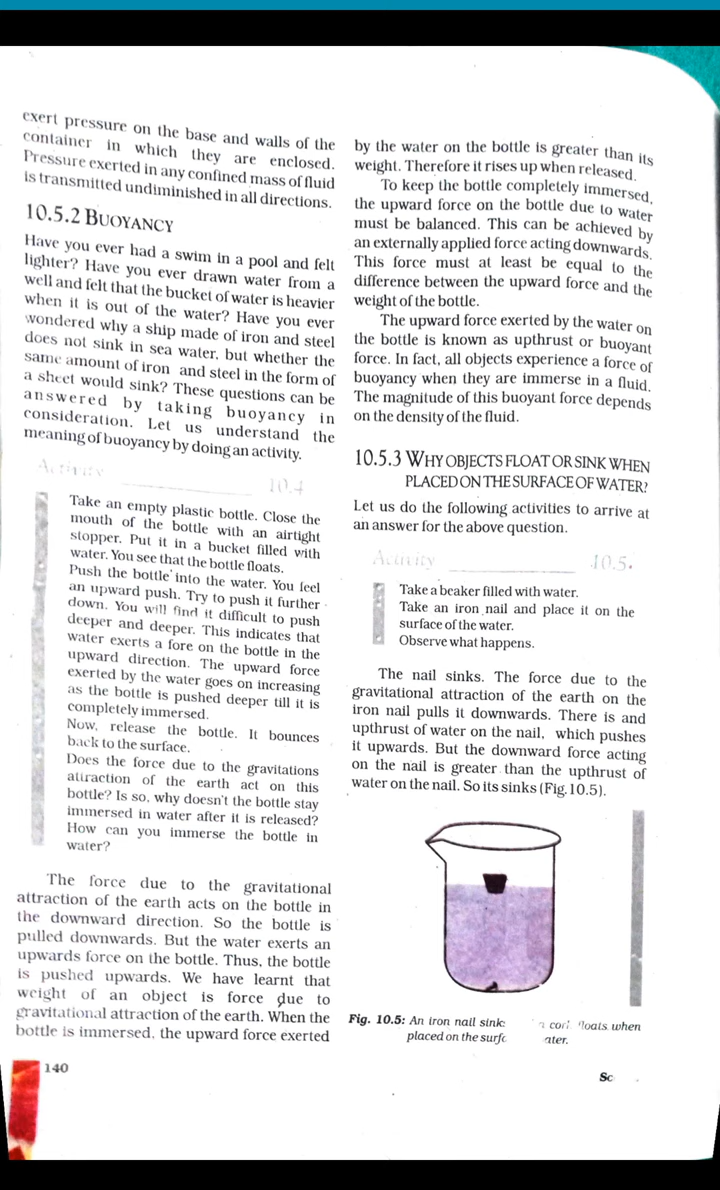 exert pressure on the base and walls of the
container in which they are enclosed.
Pressure exerted in any confined mass of fluid
is transmitted undiminished in all directions.
10.5.2 BUOYANCY
Have you ever had a swim in a pool and felt
lighter? Have you ever drawn water from a
well and felt that the bucket of water is heavier
when it is out of the water? Have you ever
wondered why a ship made of iron and steel
does not sink in sea water, but whether the
same amount of iron and steel in the form of
a sheet would sink? These questions can be
answered by taking buoyancy in
consideration. Let us understand the
meaning of buoyancy by doing an activity.
Activity 10.4
Take an empty plastic bottle. Close the
mouth of the bottle with an airtight
stopper. Put it in a bucket filled with
water. You see that the bottle floats.
Push the bottle into the water. You feel
an upward push. Try to push it further
down. You will find it difficult to push
deeper and deeper. This indicates that
water exerts a fore on the bottle in the
upward direction. The upward force
exerted by the water goes on increasing
as the bottle is pushed deeper till it is
completely immersed.
Now, release the bottle. It bounces
back to the surface.
Does the force due to the gravitations
attraction of the earth act on this
bottle? Is so, why doesn't the bottle stay
immersed in water after it is released?
How can you immerse the bottle in
water?
The force due to the gravitational
attraction of the earth acts on the bottle in
the downward direction. So the bottle is
pulled downwards. But the water exerts an
upwards force on the bottle. Thus, the bottle
is pushed upwards. We have learnt that
weight of an object is force due to
gravitational attraction of the earth. When the
bottle is immersed, the upward force exerted
140
by the water on the bottle is greater than its
weight. Therefore it rises up when released.
To keep the bottle completely immersed,
the upward force on the bottle due to water
must be balanced. This can be achieved by
an externally applied force acting downwards.
This force must at least be equal to the
difference between the upward force and the
weight of the bottle.
The upward force exerted by the water on
the bottle is known as upthrust or buoyant
force. In fact, all objects experience a force of
buoyancy when they are immerse in a fluid.
The magnitude of this buoyant force depends
on the density of the fluid.
10.5.3 WHY OBJECTS FLOAT OR SINK WHEN
PLACED ON THE SURFACE OF WATER?
Let us do the following activities to arrive at
an answer for the above question.
Activity 10.5
Take a beaker filled with water.
Take an iron nail and place it on the
surface of the water.
Observe what happens.
The nail sinks. The force due to the
gravitational attraction of the earth on the
iron nail pulls it downwards. There is and
upthrust of water on the nail, which pushes
it upwards. But the downward force acting
on the nail is greater than the upthrust of
water on the nail. So its sinks (Fig.10.5).
Fig. 10.5: An iron nail sink floats when
placed on the
Sc